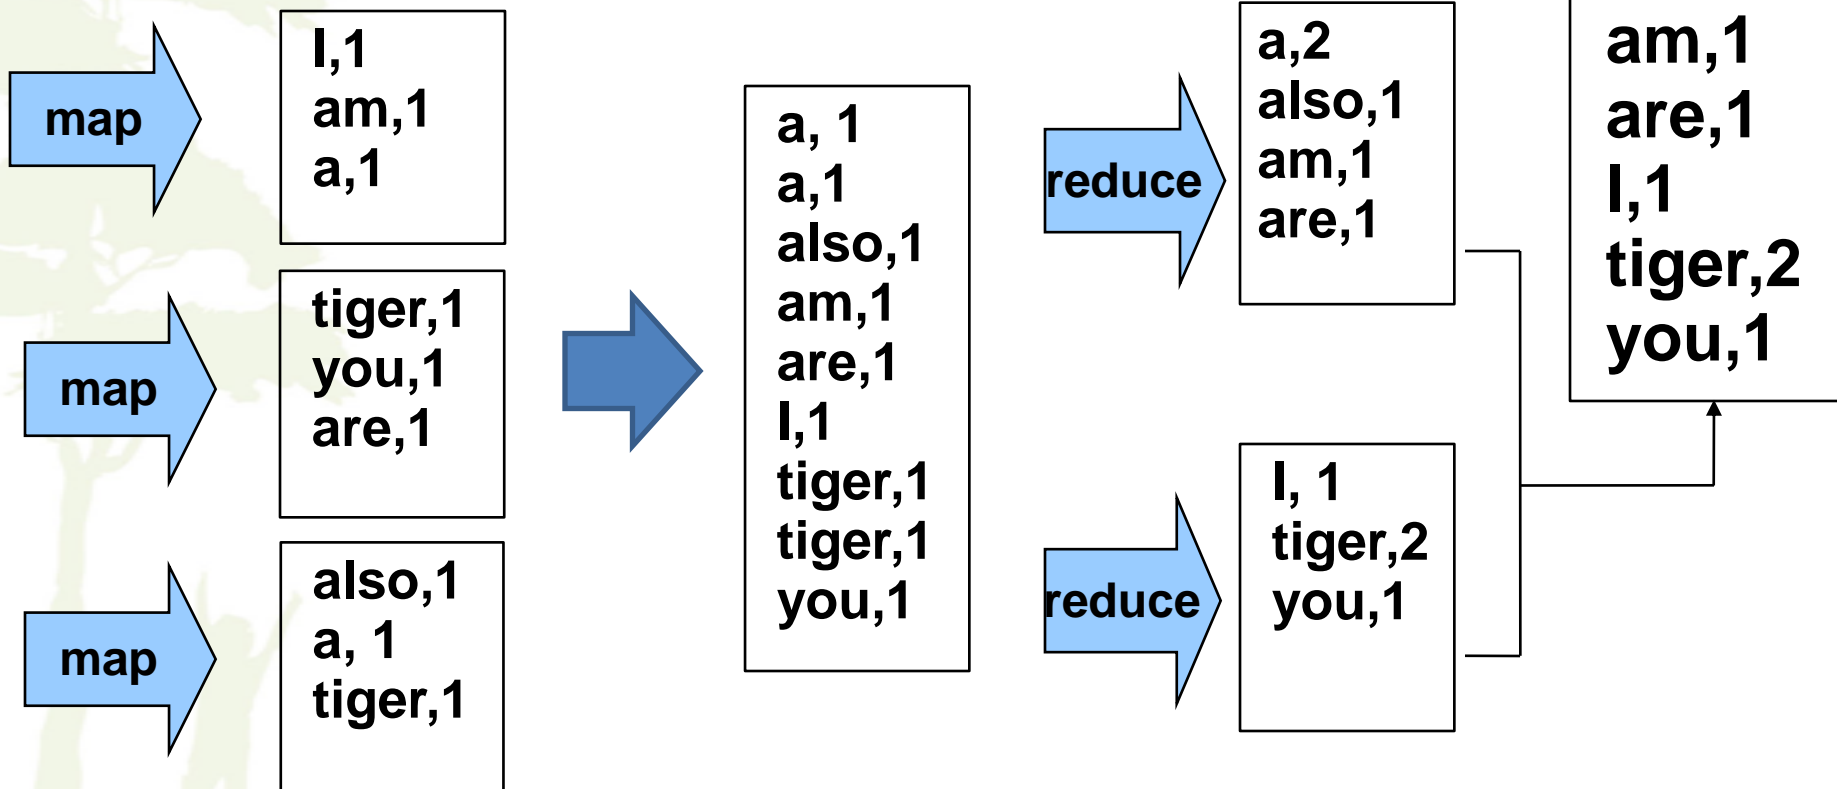 map
I,1
am,1
a,1
map
tiger,1
you,1
are,1
map
also,1
a, 1
tiger,1
a, 1
a,1
also,1
am,1
are,1
I,1
tiger,1
tiger,1
you,1
reduce
a,2
also,1
am,1
are,1
reduce
I, 1
tiger,2
you,1
am,1
are,1
I,1
tiger,2
you,1